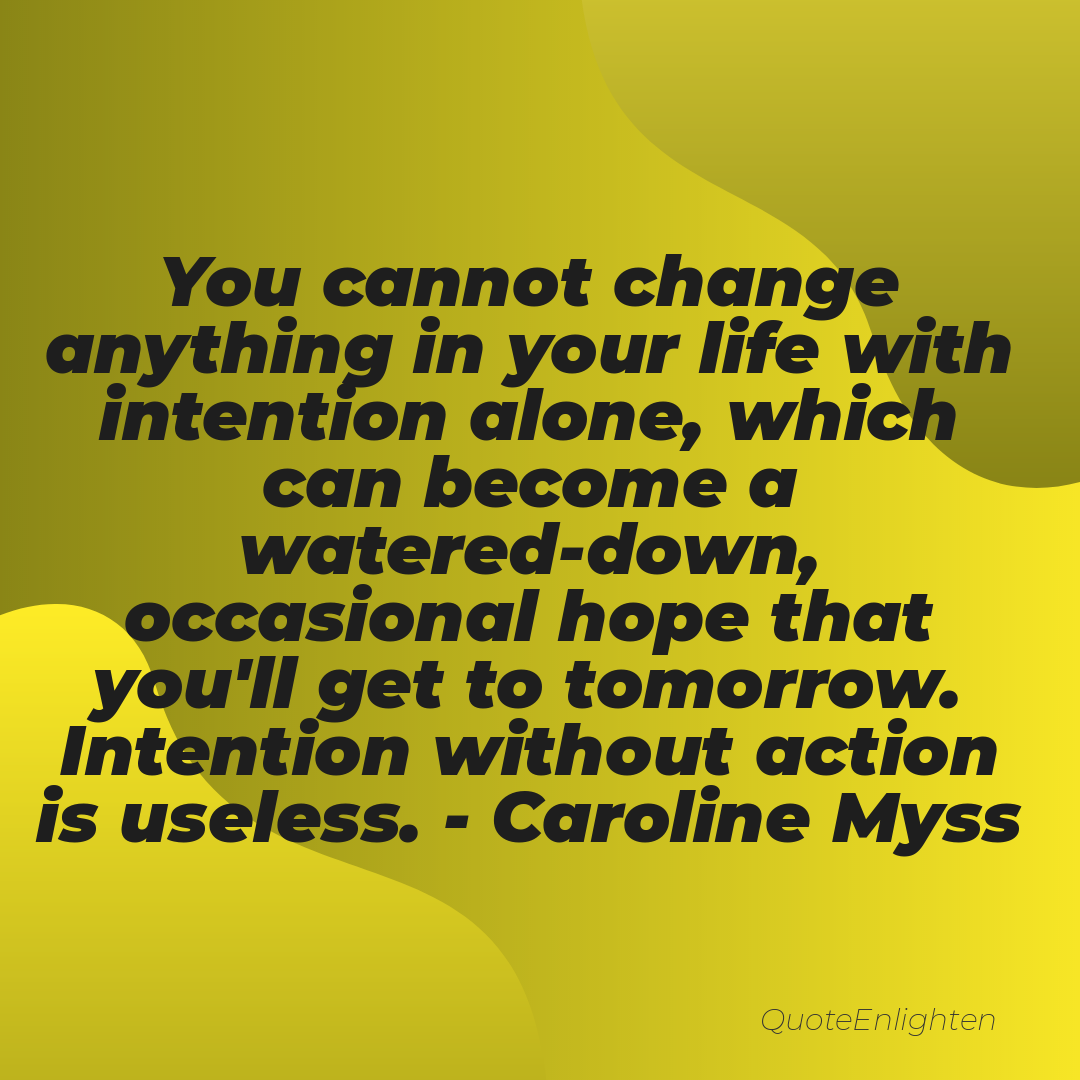 You cannot change
anything in your life with
intention alone, which
can become a
watered-down,
occasional hope that
you'll get to tomorrow.
Intention without action
is useless. - Caroline Myss
QuoteEnlighten